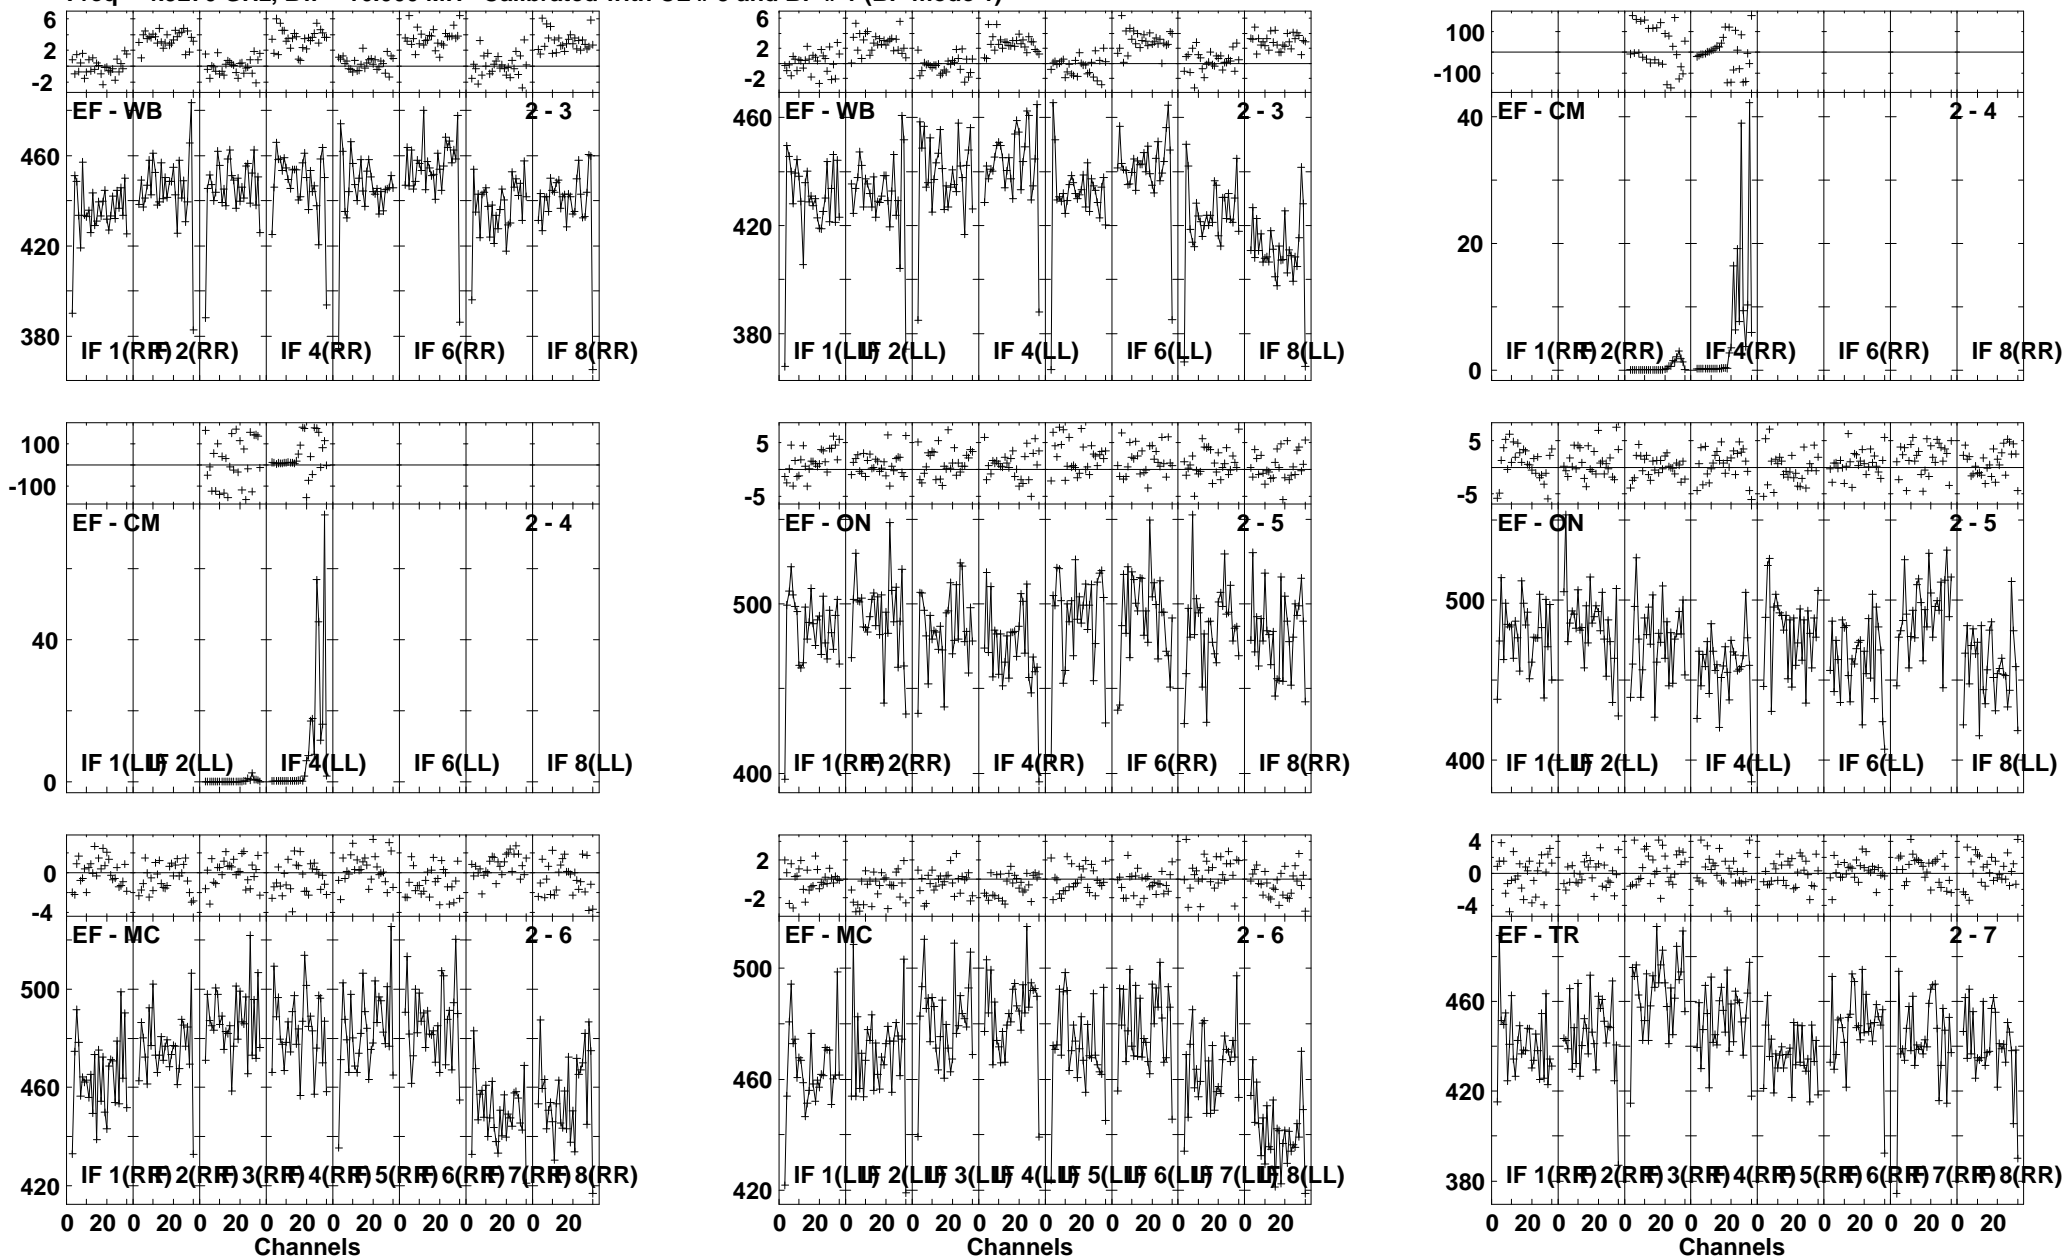 6
2
-2
EF - WB 2 - 3
460
420
380
IF 1(RR) IF 2(RR) IF 4(RR) IF 6(RR) IF 8(RR)
6
2
-2
EF - WB 2 - 3
460
420
380
IF 1(LL) IF 2(LL) IF 4(LL) IF 6(LL) IF 8(LL)
100
-100
EF - CM 2 - 4
40
20
0
IF 1(RR) IF 2(RR) IF 4(RR) IF 6(RR) IF 8(RR)
100
-100
EF - CM 2 - 4
40
0
IF 1(LL) IF 2(LL) IF 4(LL) IF 6(LL) IF 8(LL)
5
-5
EF - ON 2 - 5
500
400
IF 1(RR) IF 2(RR) IF 4(RR) IF 6(RR) IF 8(RR)
5
-5
EF - ON 2 - 5
500
400
IF 1(LL) IF 2(LL) IF 4(LL) IF 6(LL) IF 8(LL)
0
-4
EF - MC 2 - 6
500
460
420
IF 1(RR) IF 2(RR) IF 3(RR) IF 4(RR) IF 5(RR) IF 6(RR) IF 7(RR) IF 8(RR)
0 20 0 20 0 20 0 20 0 20 0 20 0 20 0 20
Channels
2
-2
EF - MC 2 - 6
500
460
420
IF 1(LL) IF 2(LL) IF 3(LL) IF 4(LL) IF 5(LL) IF 6(LL) IF 7(LL) IF 8(LL)
0 20 0 20 0 20 0 20 0 20 0 20 0 20 0 20
Channels
4
0
-4
EF - TR 2 - 7
460
420
380
IF 1(RR) IF 2(RR) IF 3(RR) IF 4(RR) IF 5(RR) IF 6(RR) IF 7(RR) IF 8(RR)
0 20 0 20 0 20 0 20 0 20 0 20 0 20 0 20
Channels